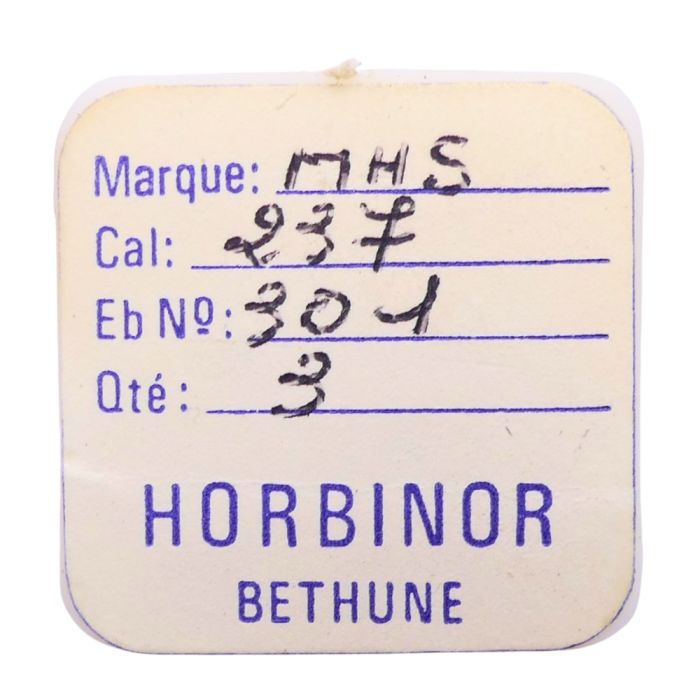 Marque: MHS
Cal: 237
Eb Nº: 301
Qté: 3
HORBINOR
BETHUNE